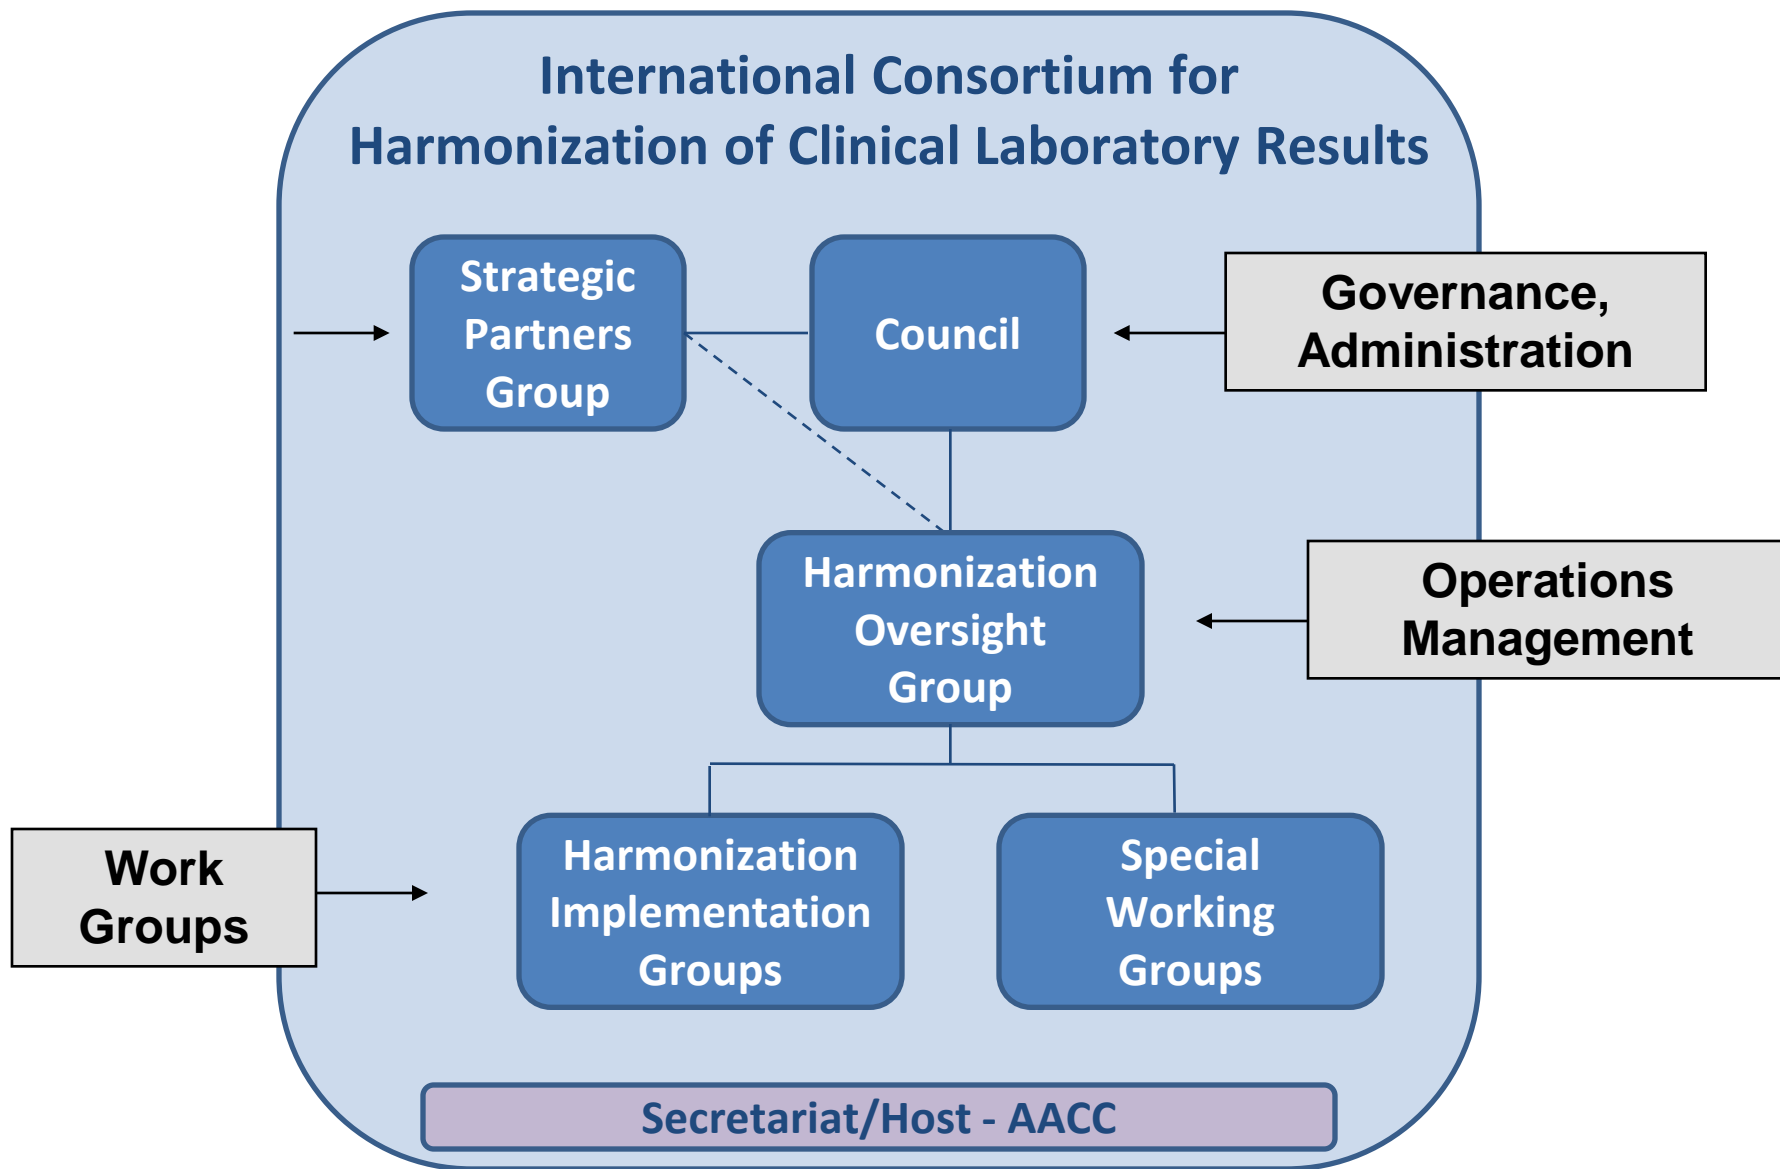 International Consortium for
Harmonization of Clinical Laboratory Results
Strategic
Partners
Group
Council
Governance,
Administration
Harmonization
Oversight
Group
Operations
Management
Work
Groups
Harmonization
Implementation
Groups
Special
Working
Groups
Secretariat/Host - AACC